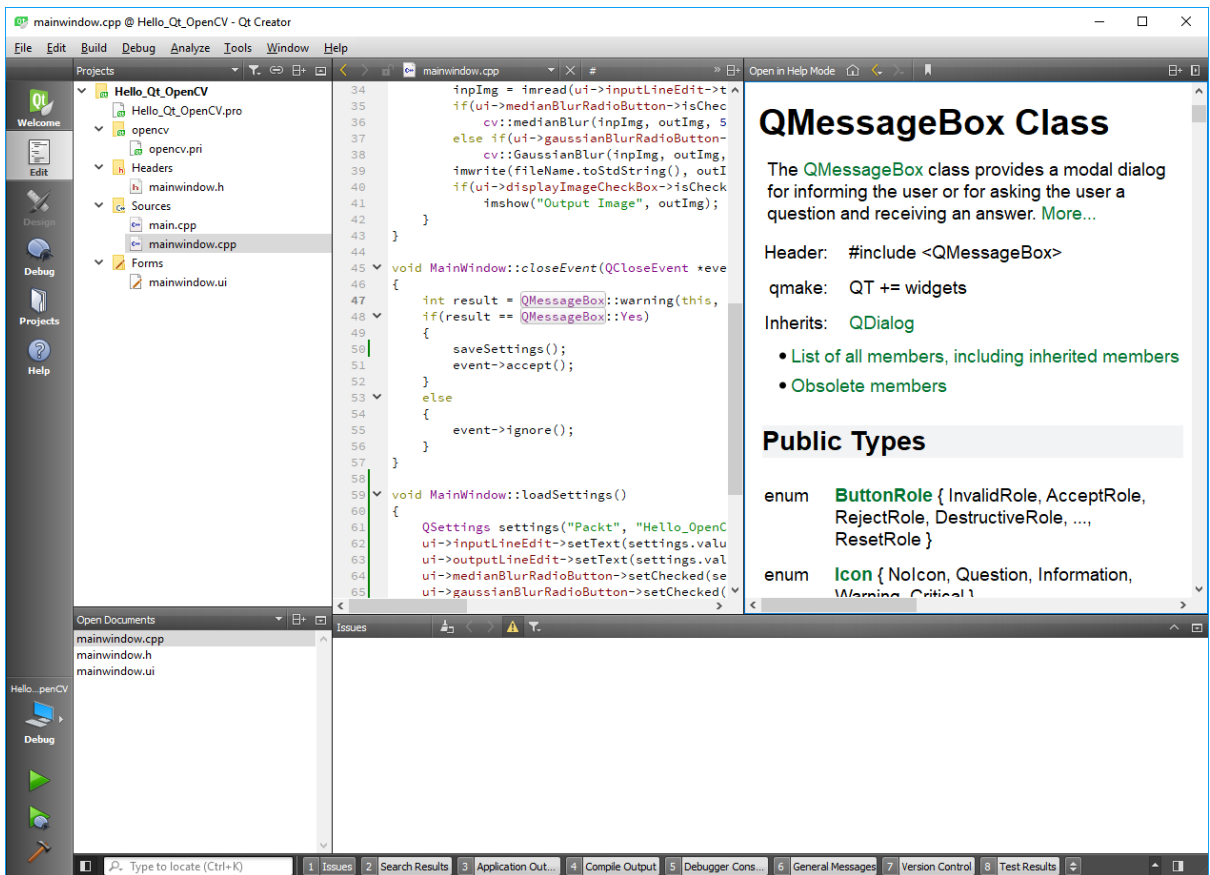 mainwindow.cpp @ Hello_Qt_OpenCV - Qt Creator
File Edit Build Debug Analyze Tools Window Help
Projects
Qt
Welcome
Edit
Design
Debug
Projects
Help
Hello_Qt_OpenCV
Hello_Qt_OpenCV.pro
opencv
opencv.pri
Headers
mainwindow.h
Sources
main.cpp
mainwindow.cpp
Forms
mainwindow.ui
mainwindow.cpp # »
34 inpImg = imread(ui->inputLineEdit->t
35 if(ui->medianBlurRadioButton->isChec
36 cv::medianBlur(inpImg, outImg, 5
37 else if(ui->gaussianBlurRadioButton-
38 cv::GaussianBlur(inpImg, outImg,
39 imwrite(fileName.toStdString(), outI
40 if(ui->displayImageCheckBox->isCheck
41 imshow("Output Image", outImg);
42 }
43 }
44
45 void MainWindow::closeEvent(QCloseEvent *eve
46 {
47 int result = QMessageBox::warning(this,
48 if(result == QMessageBox::Yes)
49 {
50 saveSettings();
51 event->accept();
52 }
53 else
54 {
55 event->ignore();
56 }
57 }
58
59 void MainWindow::loadSettings()
60 {
61 QSettings settings("Packt", "Hello_OpenC
62 ui->inputLineEdit->setText(settings.valu
63 ui->outputLineEdit->setText(settings.val
64 ui->medianBlurRadioButton->setChecked(se
65 ui->gaussianBlurRadioButton->setChecked(
Open in Help Mode
QMessageBox Class
The QMessageBox class provides a modal dialog
for informing the user or for asking the user a
question and receiving an answer. More...
Header: #include <QMessageBox>
qmake: QT += widgets
Inherits: QDialog
• List of all members, including inherited members
• Obsolete members
Public Types
enum ButtonRole { InvalidRole, AcceptRole,
RejectRole, DestructiveRole, ...,
ResetRole }
enum Icon { NoIcon, Question, Information,
Warning, Critical }
Open Documents
mainwindow.cpp
mainwindow.h
mainwindow.ui
Issues
Hello...penCV
Debug
Type to locate (Ctrl+K)
1 Issues 2 Search Results 3 Application Out... 4 Compile Output 5 Debugger Cons... 6 General Messages 7 Version Control 8 Test Results